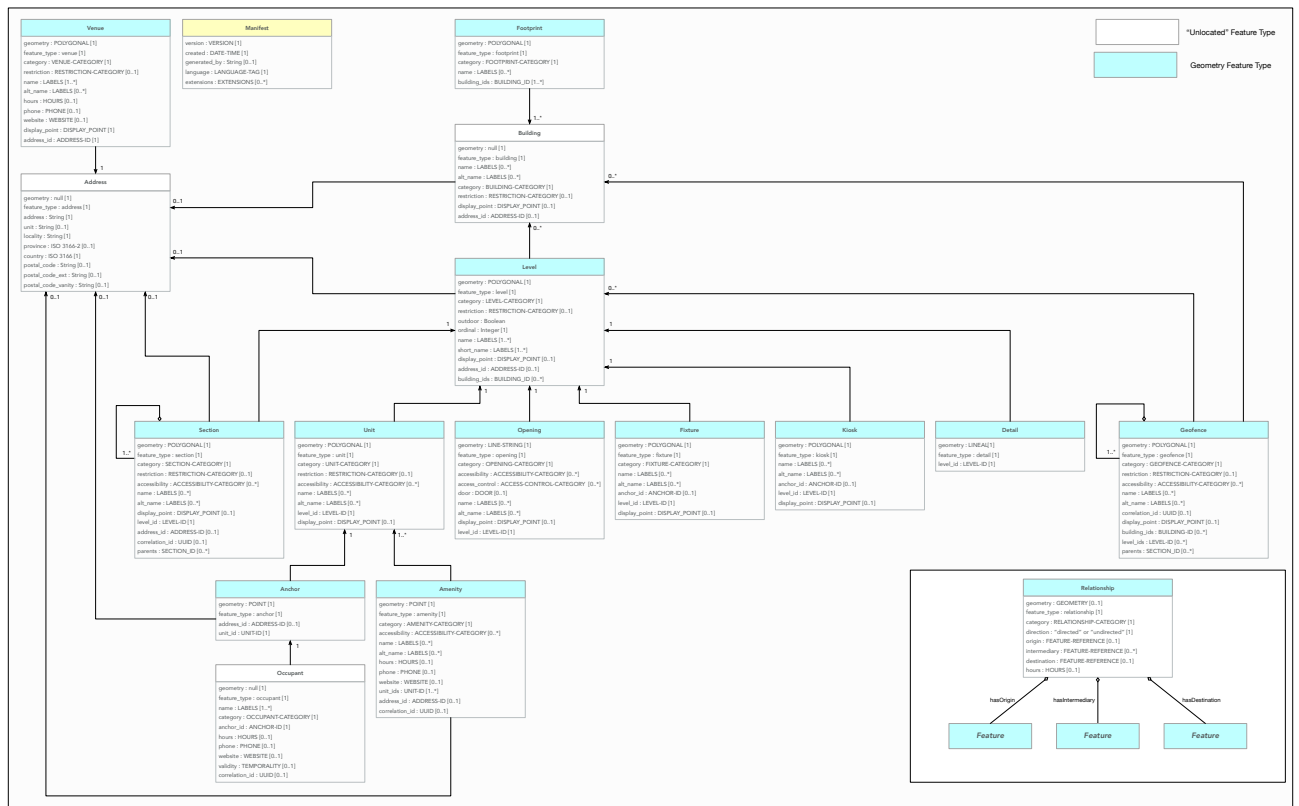 Venue
geometry : POLYGONAL [1]
feature_type : venue [1]
category : VENUE-CATEGORY [1]
restriction : RESTRICTION-CATEGORY [0..1]
name : LABELS [1..*]
alt_name : LABELS [0..*]
hours : HOURS [0..1]
phone : PHONE [0..1]
website : WEBSITE [0..1]
display_point : DISPLAY_POINT [1]
address_id : ADDRESS-ID [1]
1
Manifest
version : VERSION [1]
created : DATE-TIME [1]
generated_by : String [0..1]
language : LANGUAGE-TAG [1]
extensions : EXTENSIONS [0..*]
Footprint
geometry : POLYGONAL [1]
feature_type : footprint [1]
category : FOOTPRINT-CATEGORY [1]
name : LABELS [0..*]
building_ids : BUILDING_ID [1..*]
1..*
"Unlocated" Feature Type
Geometry Feature Type
Building
geometry : null [1]
feature_type : building [1]
name : LABELS [0..*]
alt_name : LABELS [0..*]
category : BUILDING-CATEGORY [1]
restriction : RESTRICTION-CATEGORY [0..1]
display_point : DISPLAY_POINT [0..1]
address_id : ADDRESS-ID [0..1]
0..*
0..*
Address
geometry : null [1]
feature_type : address [1]
address : String [1]
unit : String [0..1]
locality : String [1]
province : ISO 3166-2 [0..1]
country : ISO 3166 [1]
postal_code : String [0..1]
postal_code_ext : String [0..1]
postal_code_vanity : String [0..1]
0..1
0..1
0..1
0..1
0..1
Level
geometry : POLYGONAL [1]
feature_type : level [1]
category : LEVEL-CATEGORY [1]
restriction : RESTRICTION-CATEGORY [0..1]
outdoor : Boolean
ordinal : Integer [1]
name : LABELS [1..*]
short_name : LABELS [1..*]
display_point : DISPLAY_POINT [0..1]
address_id : ADDRESS-ID [0..1]
building_ids : BUILDING_ID [0..*]
0..*
1
1
1
1
1
1
Section
geometry : POLYGONAL [1]
feature_type : section [1]
category : SECTION-CATEGORY [1]
restriction : RESTRICTION-CATEGORY [0..1]
accessibility : ACCESSIBILITY-CATEGORY [0..*]
name : LABELS [0..*]
alt_name : LABELS [0..*]
display_point : DISPLAY_POINT [0..1]
level_id : LEVEL-ID [1]
address_id : ADDRESS-ID [0..1]
correlation_id : UUID [0..1]
parents : SECTION_ID [0..*]
1..*
Unit
geometry : POLYGONAL [1]
feature_type : unit [1]
category : UNIT-CATEGORY [1]
restriction : RESTRICTION-CATEGORY [0..1]
accessibility : ACCESSIBILITY-CATEGORY [0..*]
name : LABELS [0..*]
alt_name : LABELS [0..*]
level_id : LEVEL-ID [1]
display_point : DISPLAY_POINT [0..1]
1
1..*
Opening
geometry : LINE-STRING [1]
feature_type : opening [1]
category : OPENING-CATEGORY [1]
accessibility : ACCESSIBILITY-CATEGORY [0..*]
access_control : ACCESS-CONTROL-CATEGORY [0..*]
door : DOOR [0..1]
name : LABELS [0..*]
alt_name : LABELS [0..*]
display_point : DISPLAY_POINT [0..1]
level_id : LEVEL-ID [1]
Fixture
geometry : POLYGONAL [1]
feature_type : fixture [1]
category : FIXTURE-CATEGORY [1]
name : LABELS [0..*]
alt_name : LABELS [0..*]
anchor_id : ANCHOR-ID [0..1]
level_id : LEVEL-ID [1]
display_point : DISPLAY_POINT [0..1]
Kiosk
geometry : POLYGONAL [1]
feature_type : kiosk [1]
name : LABELS [0..*]
alt_name : LABELS [0..*]
anchor_id : ANCHOR-ID [0..1]
level_id : LEVEL-ID [1]
display_point : DISPLAY_POINT [0..1]
Detail
geometry : LINEAL[1]
feature_type : detail [1]
level_id : LEVEL-ID [1]
Geofence
geometry : POLYGONAL [1]
feature_type : geofence [1]
category : GEOFENCE-CATEGORY [1]
restriction : RESTRICTION-CATEGORY [0..1]
accessibility : ACCESSIBILITY-CATEGORY [0..*]
name : LABELS [0..*]
alt_name : LABELS [0..*]
correlation_id : UUID [0..1]
display_point : DISPLAY_POINT [0..1]
building_ids : BUILDING-ID [0..*]
level_ids : LEVEL-ID [0..*]
parents : SECTION_ID [0..*]
1..*
Anchor
geometry : POINT [1]
feature_type : anchor [1]
address_id : ADDRESS-ID [0..1]
unit_id : UNIT-ID [1]
1
Amenity
geometry : POINT [1]
feature_type : amenity [1]
category : AMENITY-CATEGORY [1]
accessibility : ACCESSIBILITY-CATEGORY [0..*]
name : LABELS [0..*]
alt_name : LABELS [0..*]
hours : HOURS [0..1]
phone : PHONE [0..1]
website : WEBSITE [0..1]
unit_ids : UNIT-ID [1..*]
address_id : ADDRESS-ID [0..1]
correlation_id : UUID [0..1]
Occupant
geometry : null [1]
feature_type : occupant [1]
name : LABELS [1..*]
category : OCCUPANT-CATEGORY [1]
anchor_id : ANCHOR-ID [1]
hours : HOURS [0..1]
phone : PHONE [0..1]
website : WEBSITE [0..1]
validity : TEMPORALITY [0..1]
correlation_id : UUID [0..1]
Relationship
geometry : GEOMETRY [0..1]
feature_type : relationship [1]
category : RELATIONSHIP-CATEGORY [1]
direction : "directed" or "undirected" [1]
origin : FEATURE-REFERENCE [0..1]
intermediary : FEATURE-REFERENCE [0..*]
destination : FEATURE-REFERENCE [0..1]
hours : HOURS [0..1]
hasOrigin
hasIntermediary
hasDestination
Feature
Feature
Feature